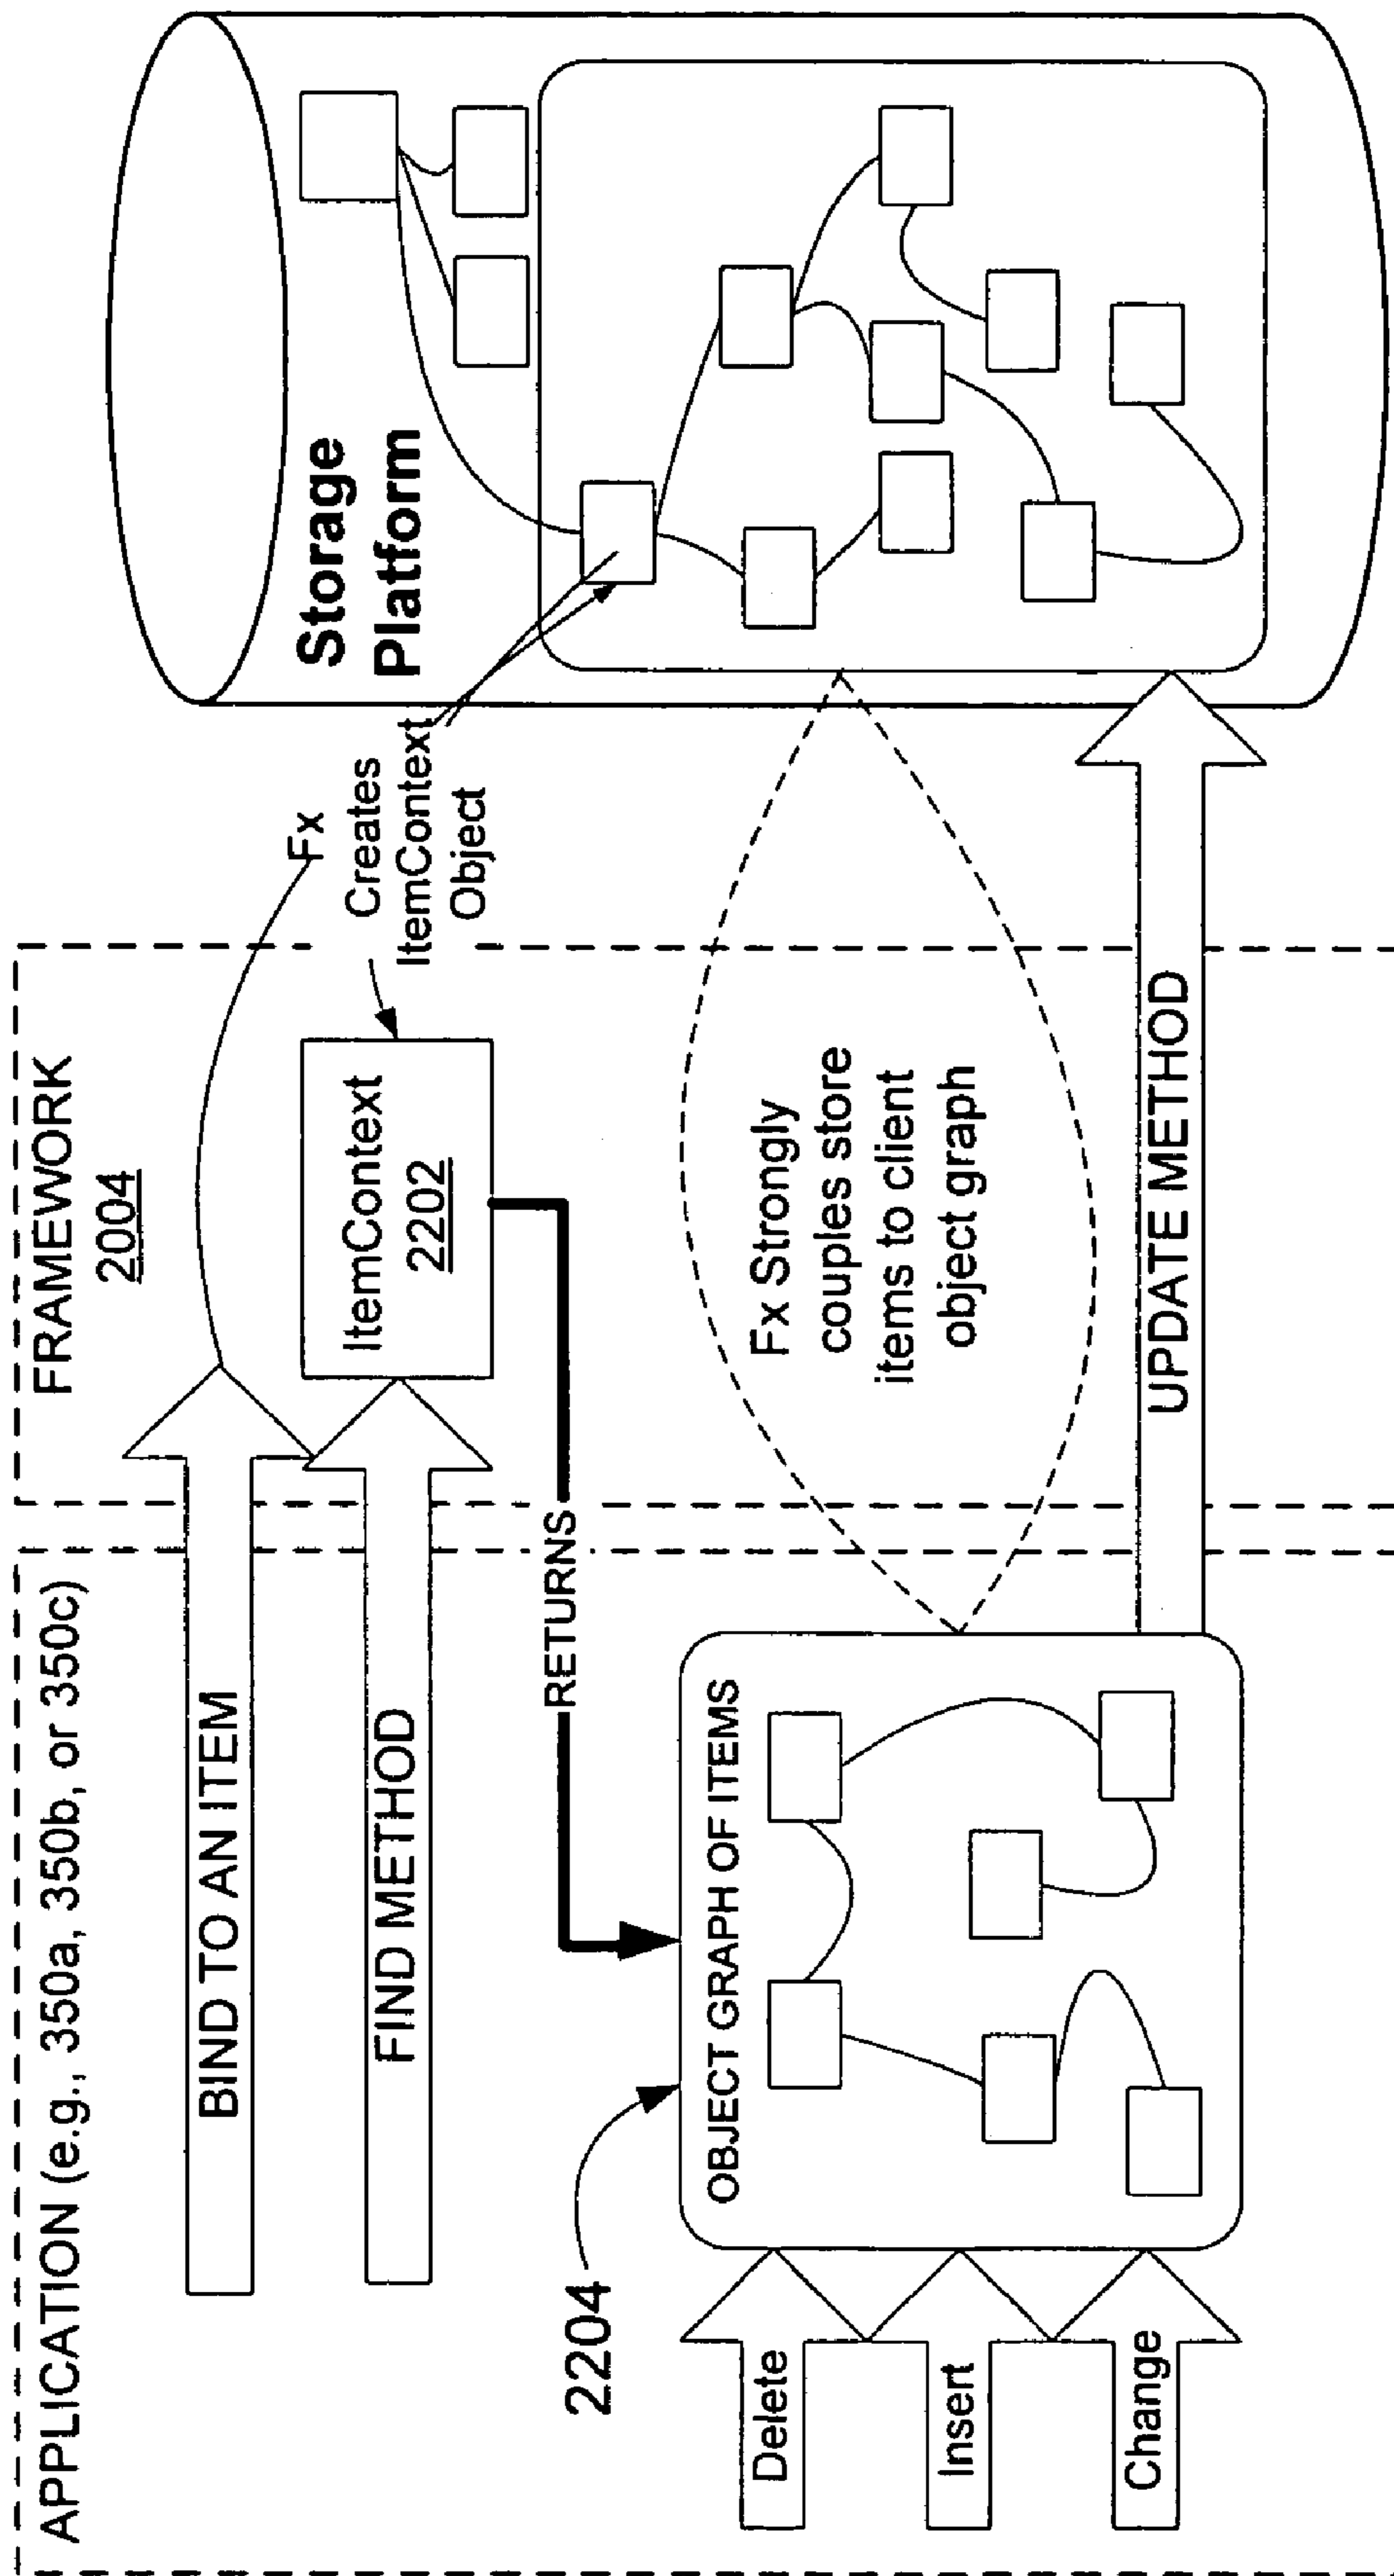 APPLICATION (e.g., 350a, 350b, or 350c)
BIND TO AN ITEM
FIND METHOD
RETURNS
2204
OBJECT GRAPH OF ITEMS
Delete
Insert
Change
FRAMEWORK
2004
ItemContext
2202
Fx
Creates
ItemContext
Object
Fx Strongly
couples store
items to client
object graph
UPDATE METHOD
Storage
Platform